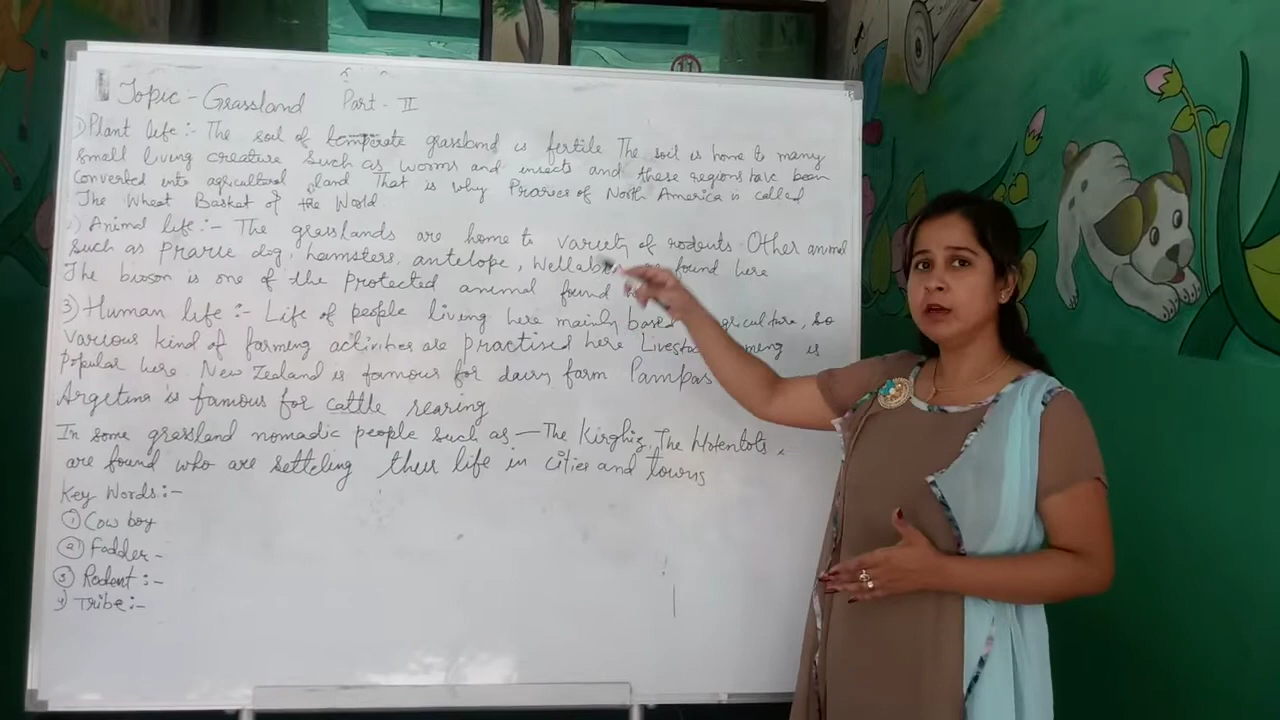 Topic:- Grassland Part - II
1) Plant life:- The soil of temperate grassland is fertile The soil is home to many
small living creature such as worms and insects and these regions have been
converted into agricultural land That is why Praries of North America is called
The Wheat Basket of the World
2) Animal life:- The grasslands are home to variety of rodents Other animal
such as Prarie dog, hamsters, antelope, found here
The bioson is one of the Protected animal found
3) Human life:- Life of people living here mainly based agriculture, so
various kind of farming activities are practised here is
popular here New Zealand is famous for dairy farm Pampas
Argetina is famous for cattle rearing
In some grassland nomadic people such as — The Kirghiz, The Hotentots,
are found who are setteling their life in cities and towns
Key Words:-
1) Cow boy
2) Fodder -
3) Rodent :-
4) Tribe:-
11